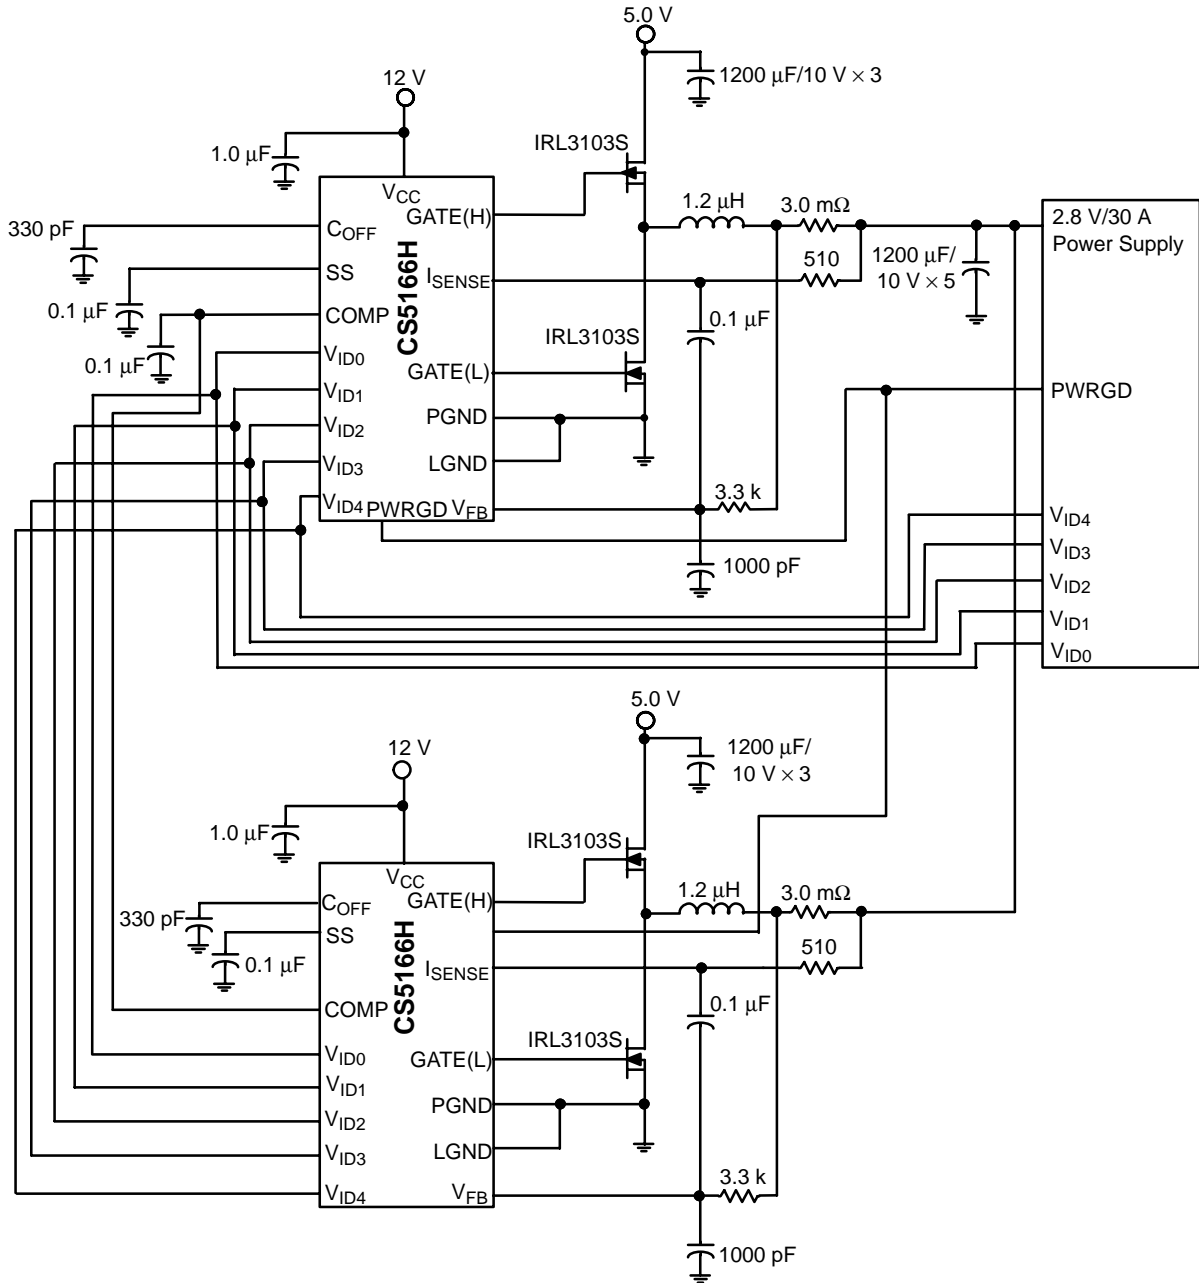 5.0 V
1200 μF/10 V × 3
12 V
1.0 μF
IRL3103S
VCC
GATE(H)
1.2 μH
3.0 mΩ
2.8 V/30 A
Power Supply
330 pF
COFF
SS
ISENSE
510
1200 μF/
10 V × 5
0.1 μF
COMP
CS5166H
0.1 μF
0.1 μF
IRL3103S
VID0
GATE(L)
VID1
PWRGD
VID2
PGND
VID3
LGND
VID4
PWRGD
VFB
3.3 k
1000 pF
VID4
VID3
VID2
VID1
VID0
5.0 V
1200 μF/
10 V × 3
12 V
1.0 μF
IRL3103S
VCC
GATE(H)
1.2 μH
3.0 mΩ
COFF
330 pF
SS
0.1 μF
ISENSE
510
CS5166H
0.1 μF
COMP
IRL3103S
VID0
GATE(L)
VID1
PGND
VID2
LGND
VID3
VID4
VFB
3.3 k
1000 pF